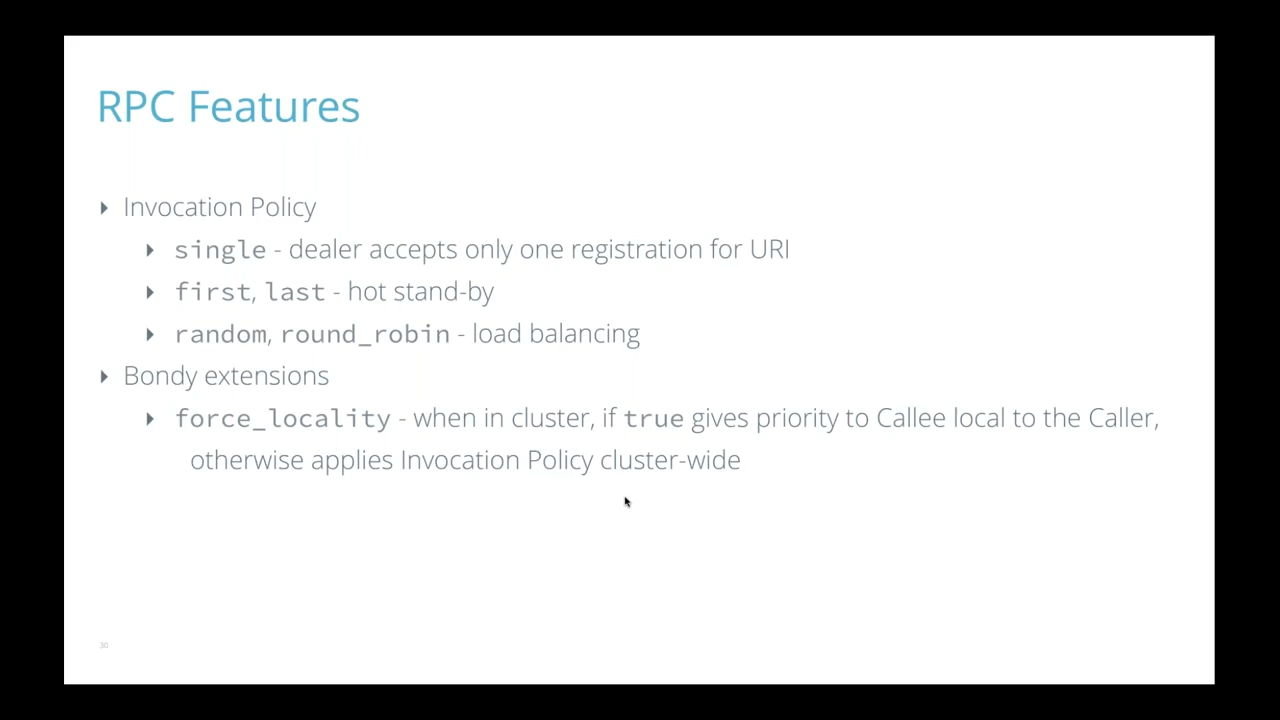 RPC Features
Invocation Policy
single - dealer accepts only one registration for URI
first, last - hot stand-by
random, round_robin - load balancing
Bondy extensions
force_locality - when in cluster, if true gives priority to Callee local to the Caller,
otherwise applies Invocation Policy cluster-wide
30